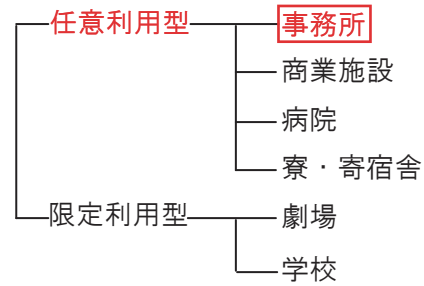 任意利用型
事務所
商業施設
病院
寮・寄宿舎
限定利用型
劇場
学校